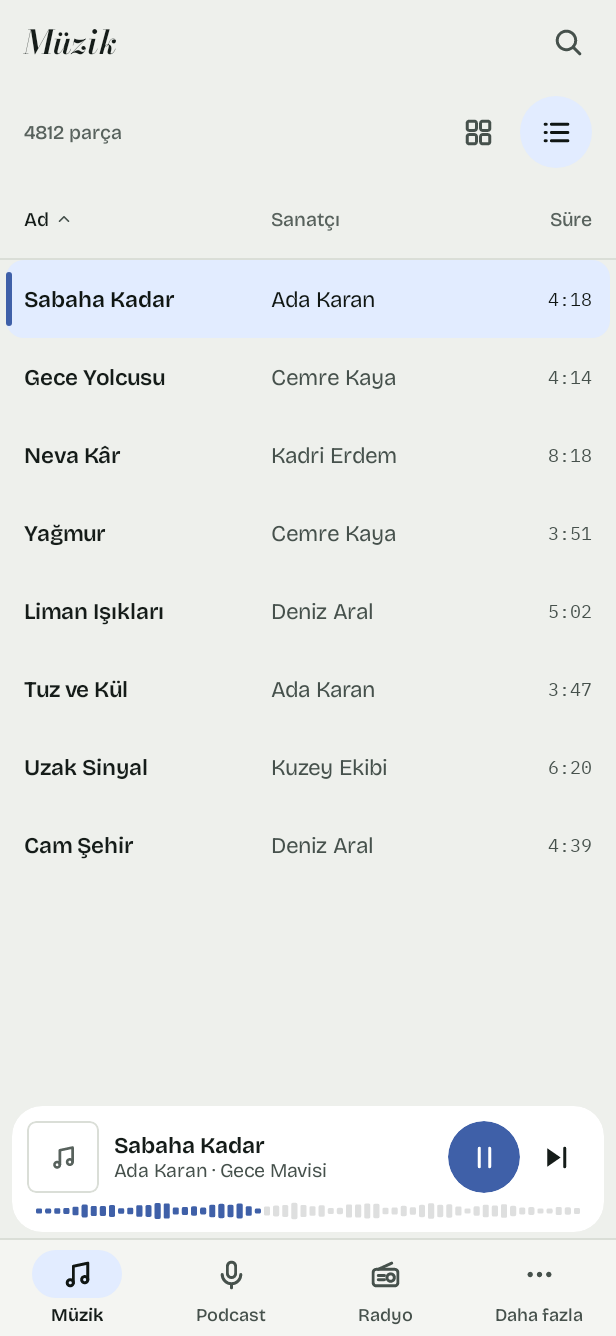 Müzik
4812 parça
Ad Sanatçı Süre
Sabaha Kadar Ada Karan 4:18
Gece Yolcusu Cemre Kaya 4:14
Neva Kâr Kadri Erdem 8:18
Yağmur Cemre Kaya 3:51
Liman Işıkları Deniz Aral 5:02
Tuz ve Kül Ada Karan 3:47
Uzak Sinyal Kuzey Ekibi 6:20
Cam Şehir Deniz Aral 4:39
Sabaha Kadar
Ada Karan · Gece Mavisi
Müzik Podcast Radyo Daha fazla